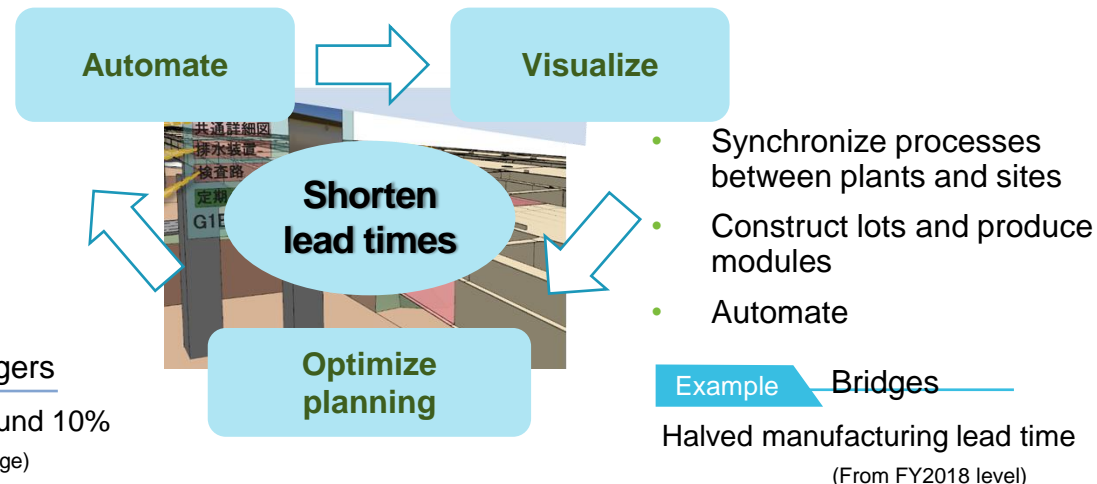 Automate
Visualize
共通詳細図
排水装置
検査路
定期
G1E
Shorten
lead times
Optimize
planning
• Synchronize processes
between plants and sites
• Construct lots and produce
modules
• Automate
gers
und 10%
ge)
Example
Bridges
Halved manufacturing lead time
(From FY2018 level)